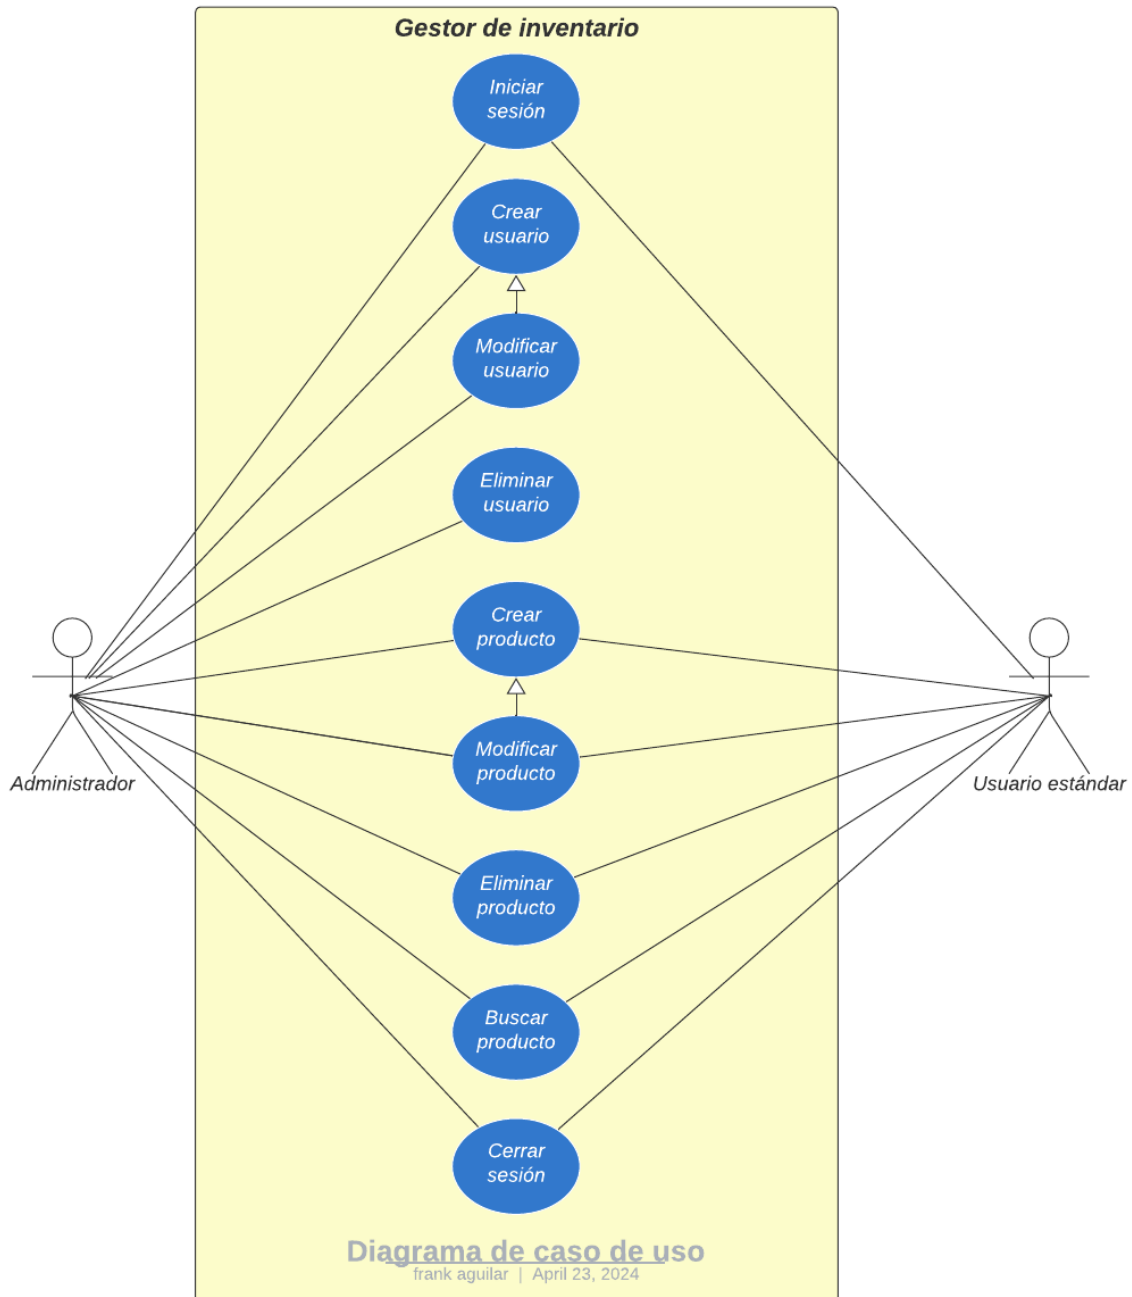 Gestor de inventario
Iniciar
sesión
Crear
usuario
Modificar
usuario
Eliminar
usuario
Crear
producto
Modificar
producto
Administrador
Usuario estándar
Eliminar
producto
Buscar
producto
Cerrar
sesión
Diagrama de caso de uso
frank aguilar | April 23, 2024